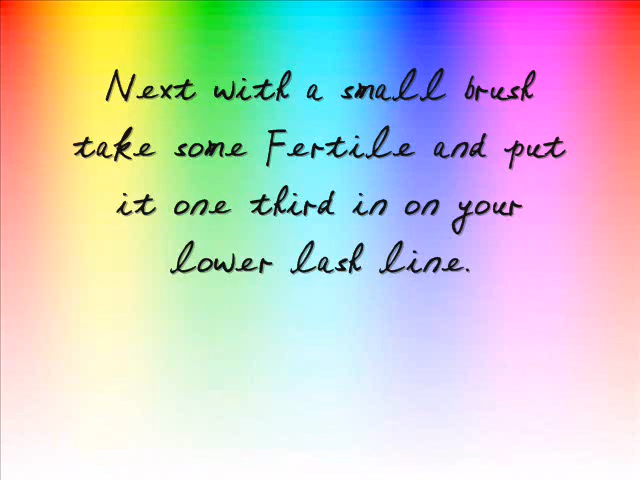 Next with a small brush
take some Fertile and put
it one third in on your
lower lash line.